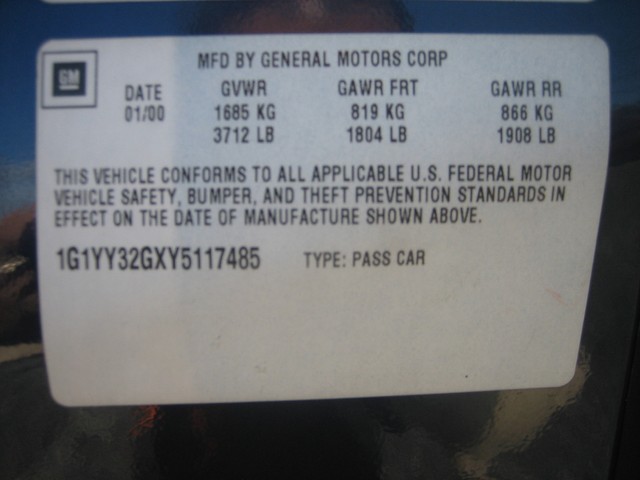 GM
MFD BY GENERAL MOTORS CORP
DATE GVWR GAWR FRT GAWR RR
01/00 1685 KG 819 KG 866 KG
3712 LB 1804 LB 1908 LB
THIS VEHICLE CONFORMS TO ALL APPLICABLE U.S. FEDERAL MOTOR
VEHICLE SAFETY, BUMPER, AND THEFT PREVENTION STANDARDS IN
EFFECT ON THE DATE OF MANUFACTURE SHOWN ABOVE.
1G1YY32GXY5117485 TYPE: PASS CAR